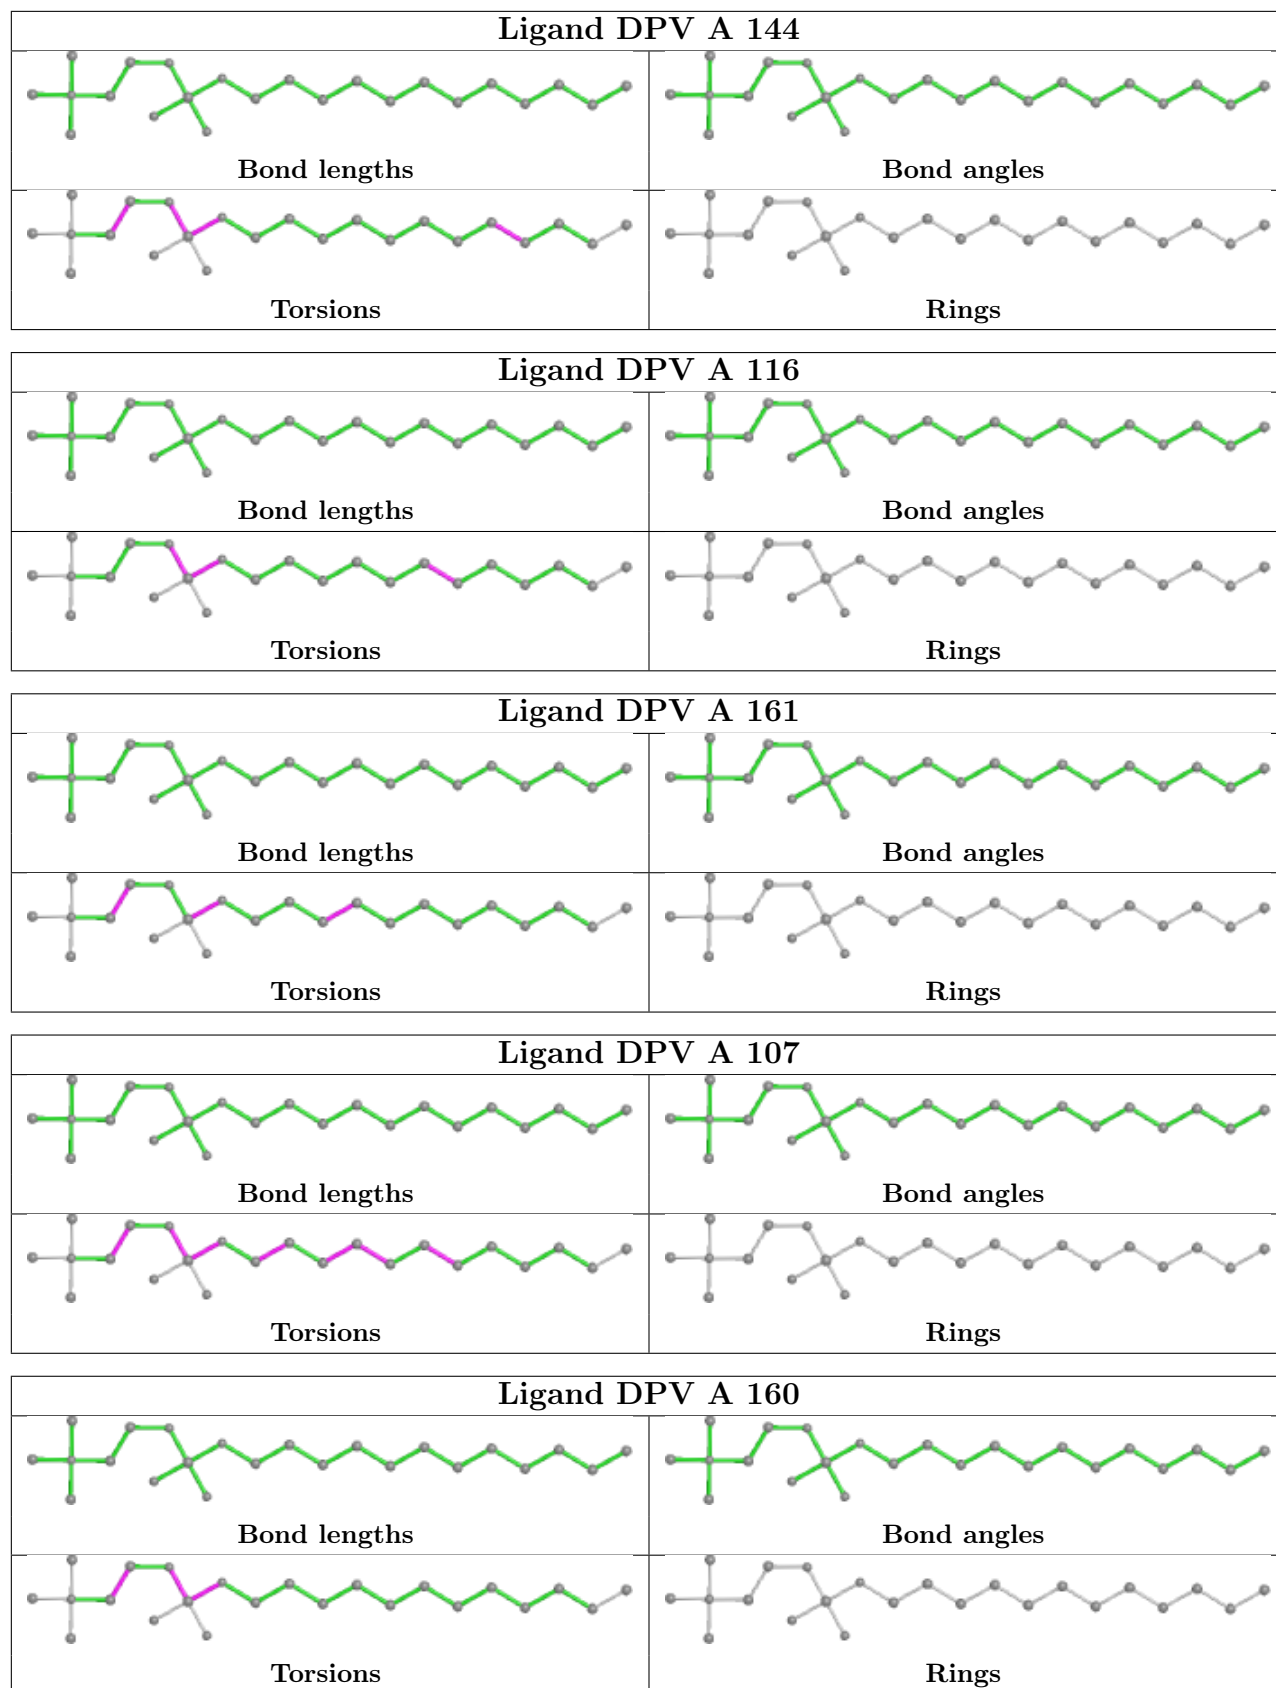 Ligand DPV A 144
Bond lengths
Bond angles
Torsions
Rings
Ligand DPV A 116
Bond lengths
Bond angles
Torsions
Rings
Ligand DPV A 161
Bond lengths
Bond angles
Torsions
Rings
Ligand DPV A 107
Bond lengths
Bond angles
Torsions
Rings
Ligand DPV A 160
Bond lengths
Bond angles
Torsions
Rings